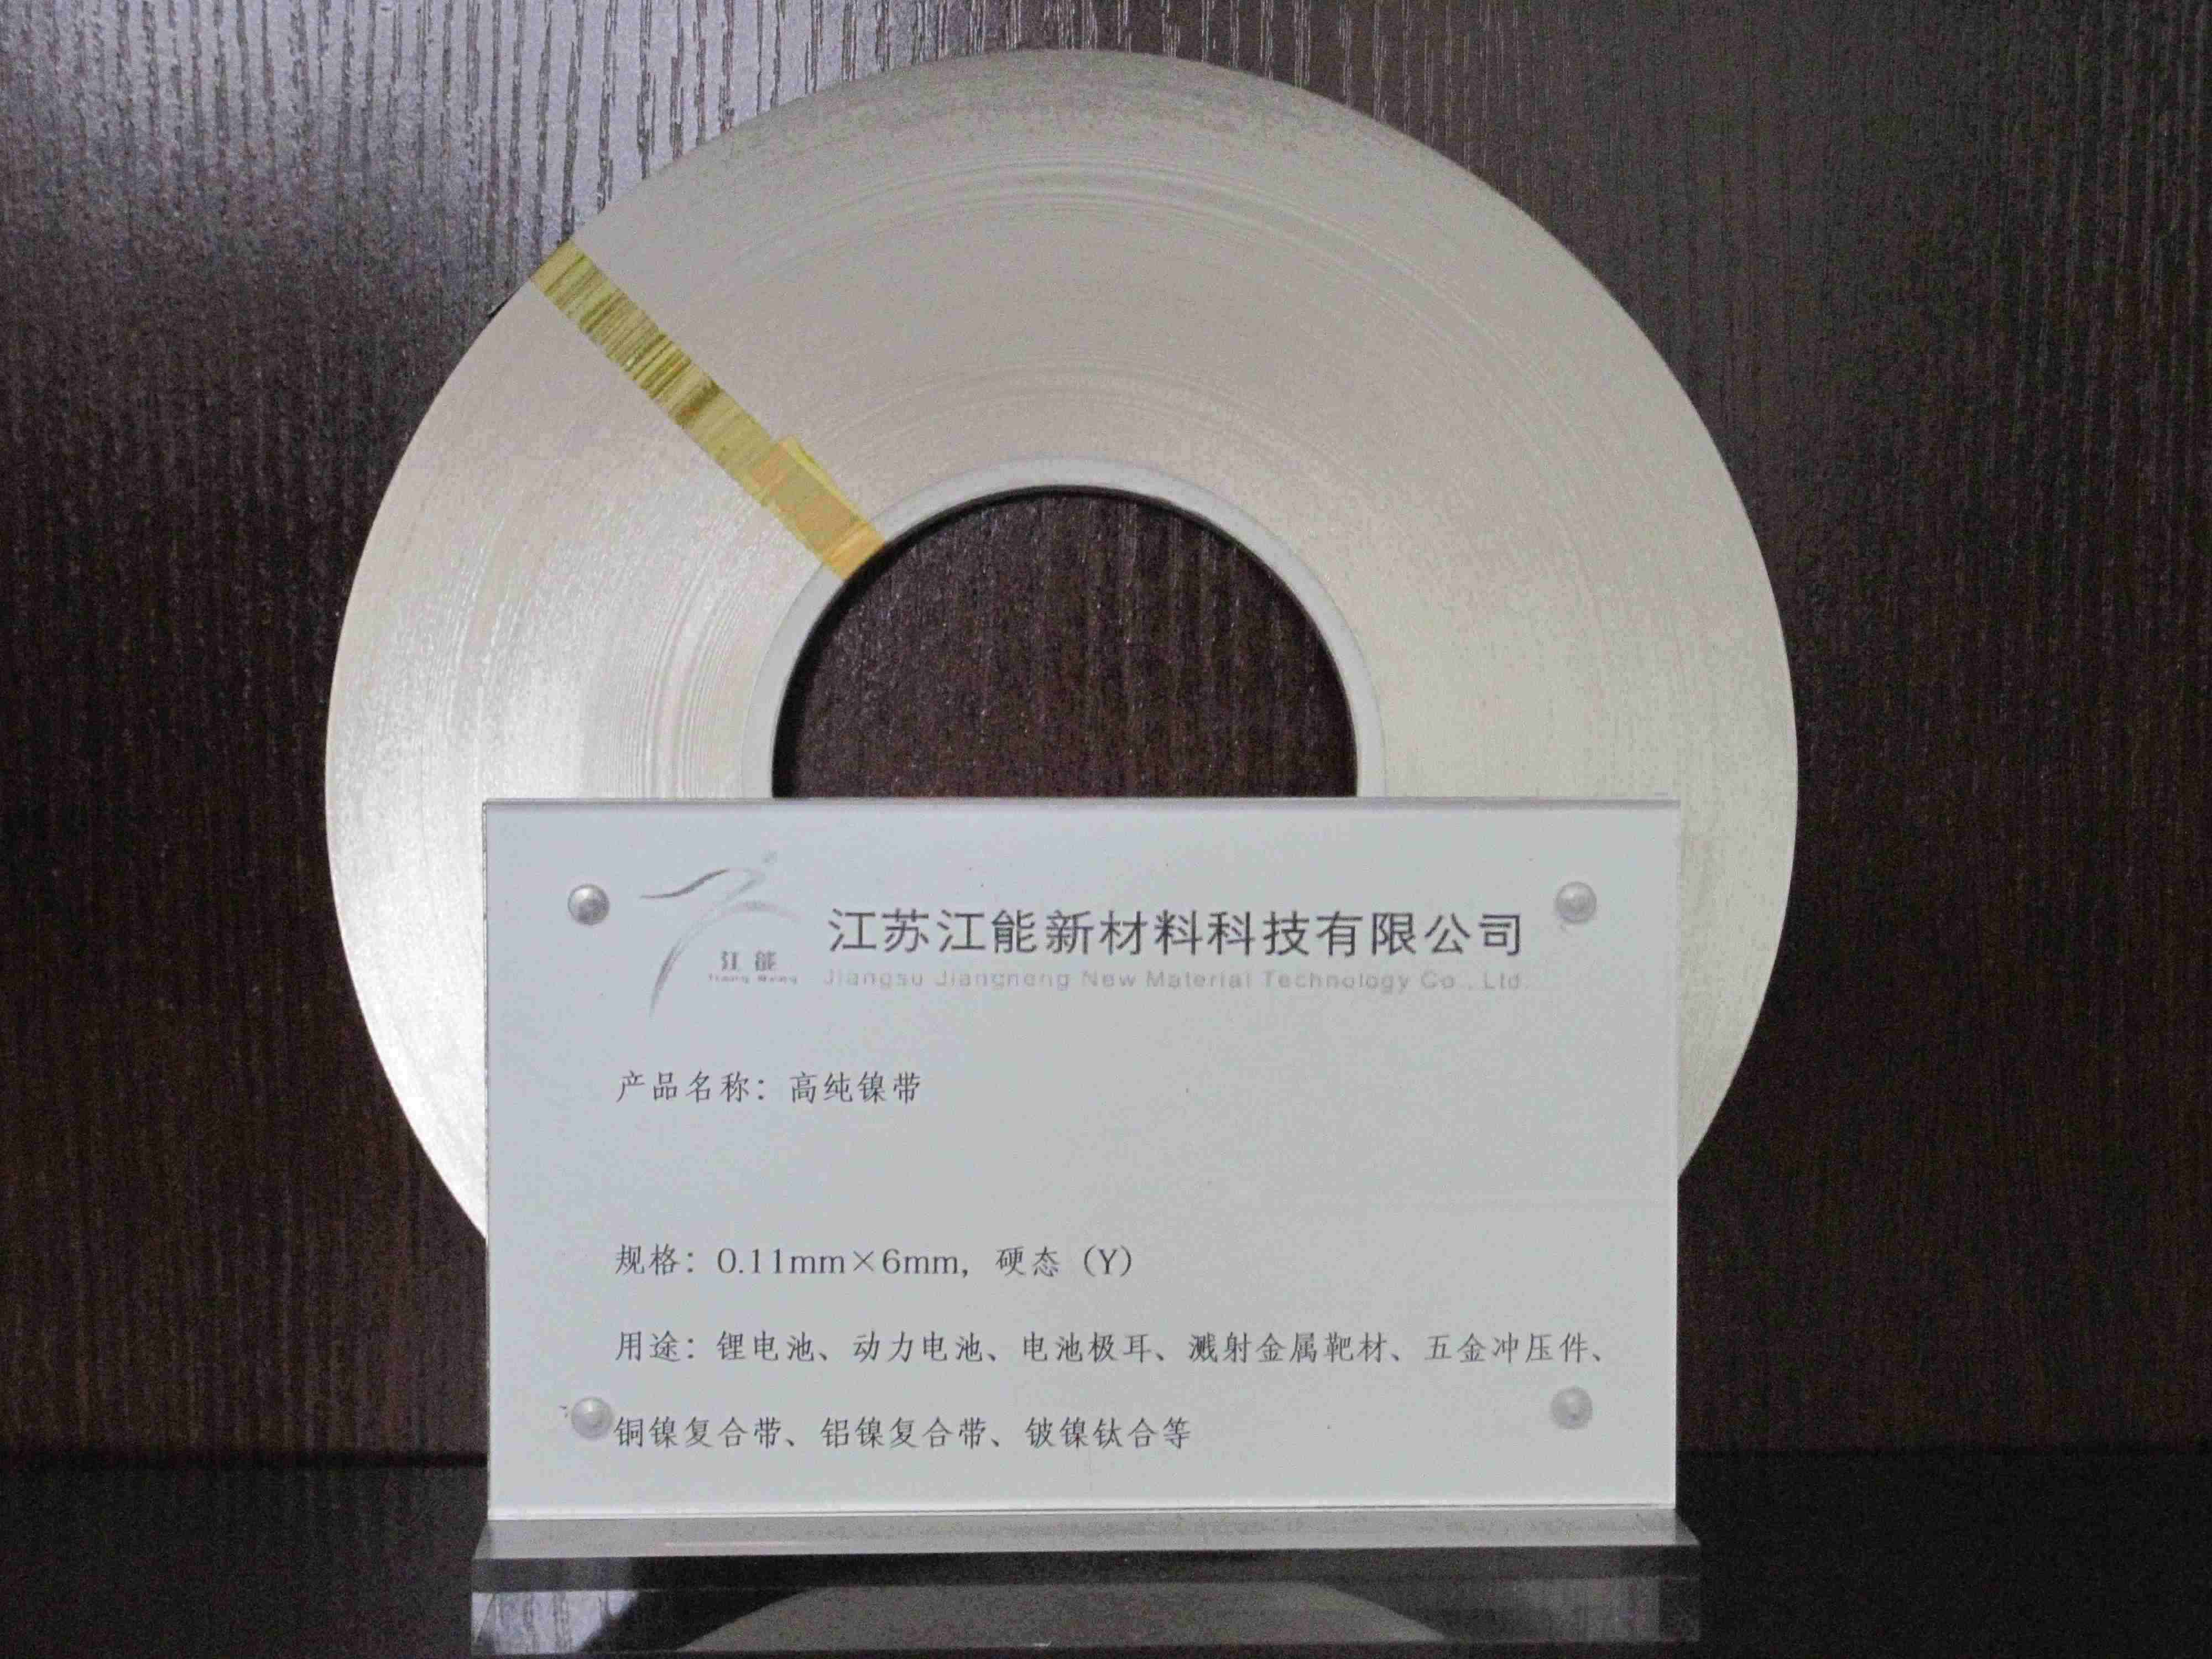 江苏江能新材料科技有限公司
江能
Jiang Neng
Jiangsu Jiangneng New Material Technology Co., Ltd.
产品名称：高纯镍带
规格：0.11mm×6mm，硬态（Y）
用途：锂电池、动力电池、电池极耳、溅射金属靶材、五金冲压件、
铜镍复合带、铝镍复合带、铍镍钛合等